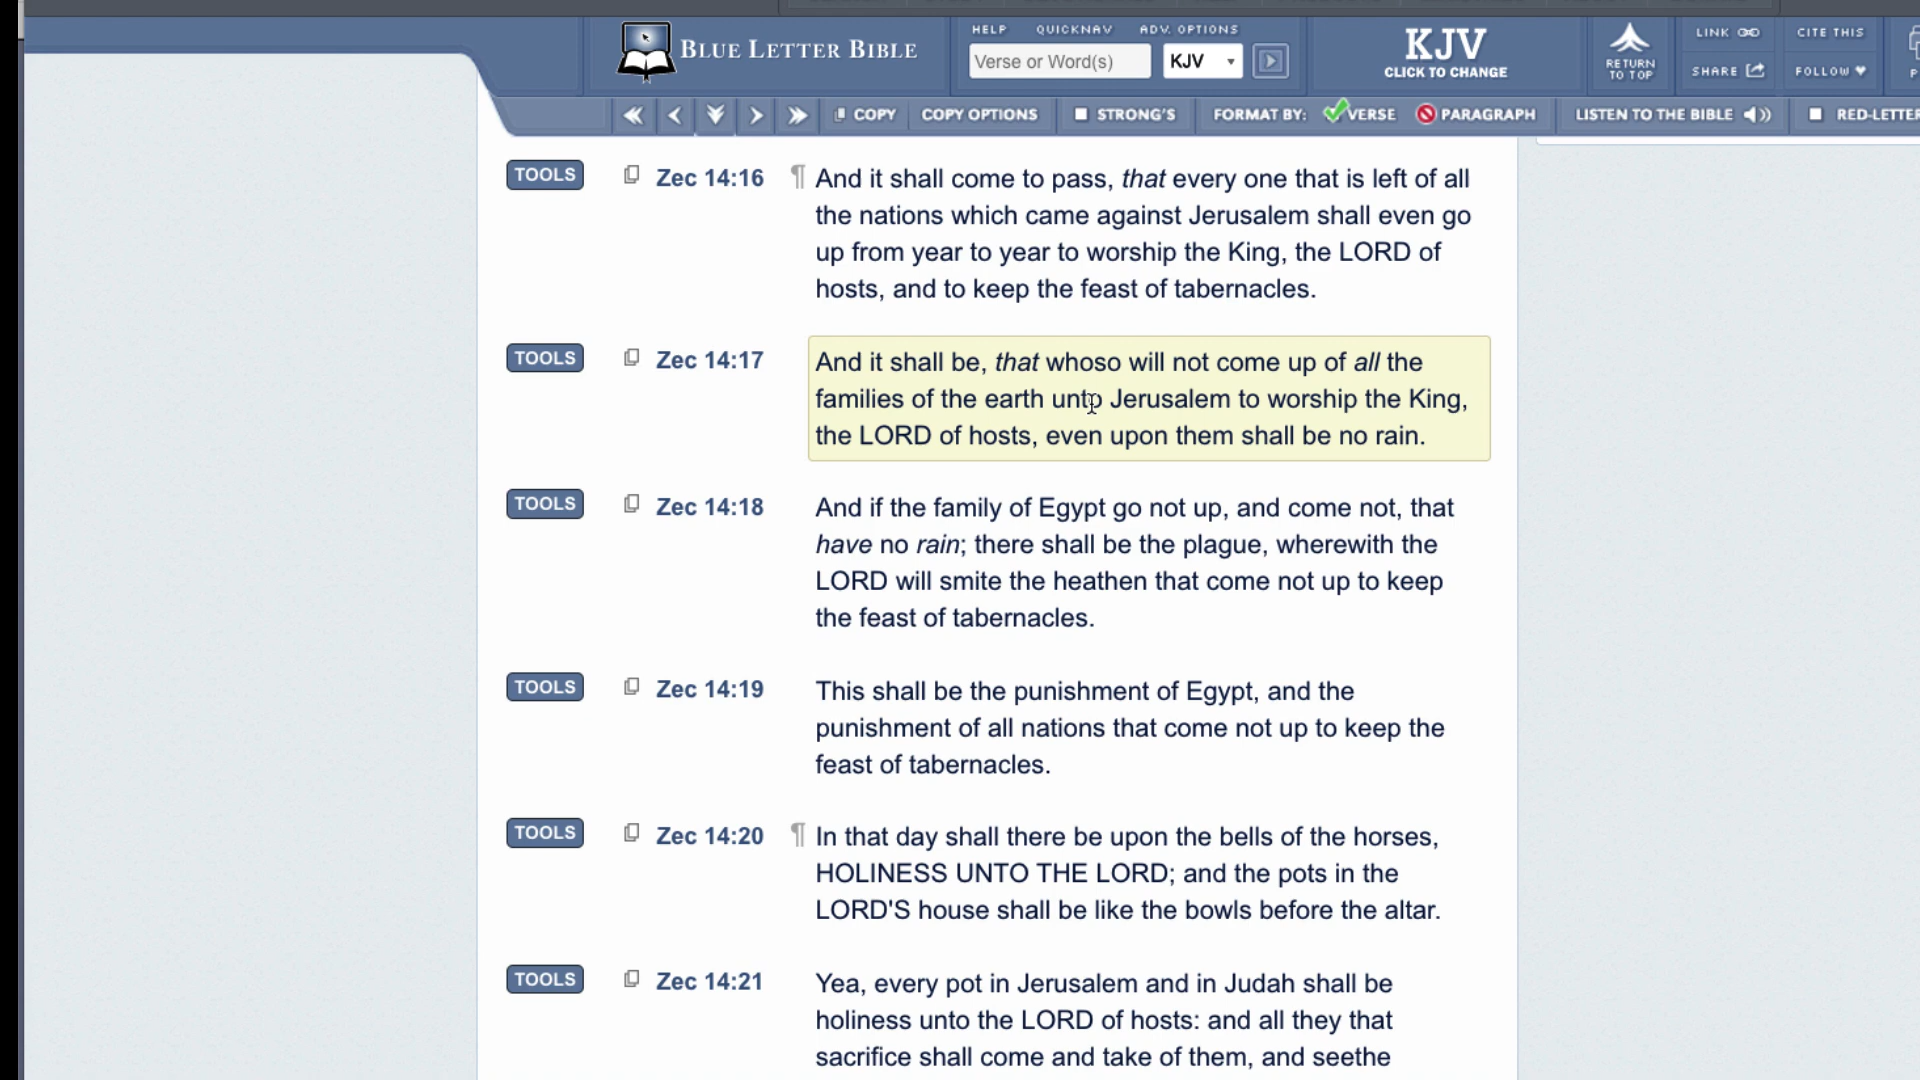 HELP QUICKNAV ADV. OPTIONS
BLUE LETTER BIBLE
Verse or Word(s) KJV
KJV
CLICK TO CHANGE
RETURN
TO TOP
LINK
SHARE
CITE THIS
FOLLOW
COPY COPY OPTIONS STRONG'S FORMAT BY: VERSE PARAGRAPH LISTEN TO THE BIBLE RED-LETTER
TOOLS Zec 14:16 ¶ And it shall come to pass, that every one that is left of all
the nations which came against Jerusalem shall even go
up from year to year to worship the King, the LORD of
hosts, and to keep the feast of tabernacles.
TOOLS Zec 14:17 And it shall be, that whoso will not come up of all the
families of the earth unto Jerusalem to worship the King,
the LORD of hosts, even upon them shall be no rain.
TOOLS Zec 14:18 And if the family of Egypt go not up, and come not, that
have no rain; there shall be the plague, wherewith the
LORD will smite the heathen that come not up to keep
the feast of tabernacles.
TOOLS Zec 14:19 This shall be the punishment of Egypt, and the
punishment of all nations that come not up to keep the
feast of tabernacles.
TOOLS Zec 14:20 ¶ In that day shall there be upon the bells of the horses,
HOLINESS UNTO THE LORD; and the pots in the
LORD'S house shall be like the bowls before the altar.
TOOLS Zec 14:21 Yea, every pot in Jerusalem and in Judah shall be
holiness unto the LORD of hosts: and all they that
sacrifice shall come and take of them, and seethe